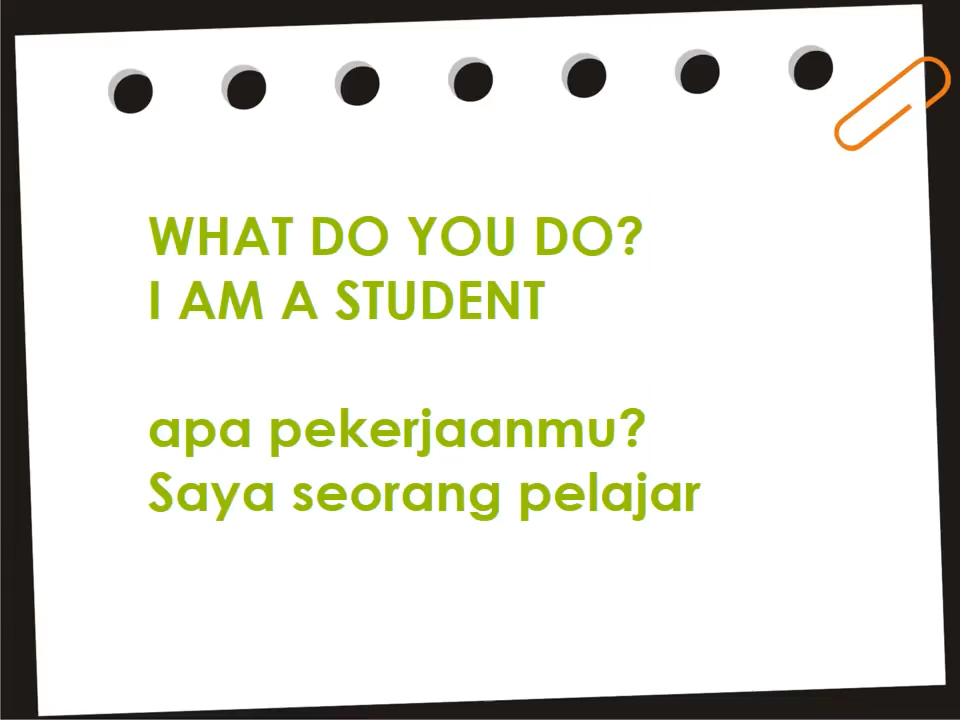 WHAT DO YOU DO?
I AM A STUDENT
apa pekerjaanmu?
Saya seorang pelajar